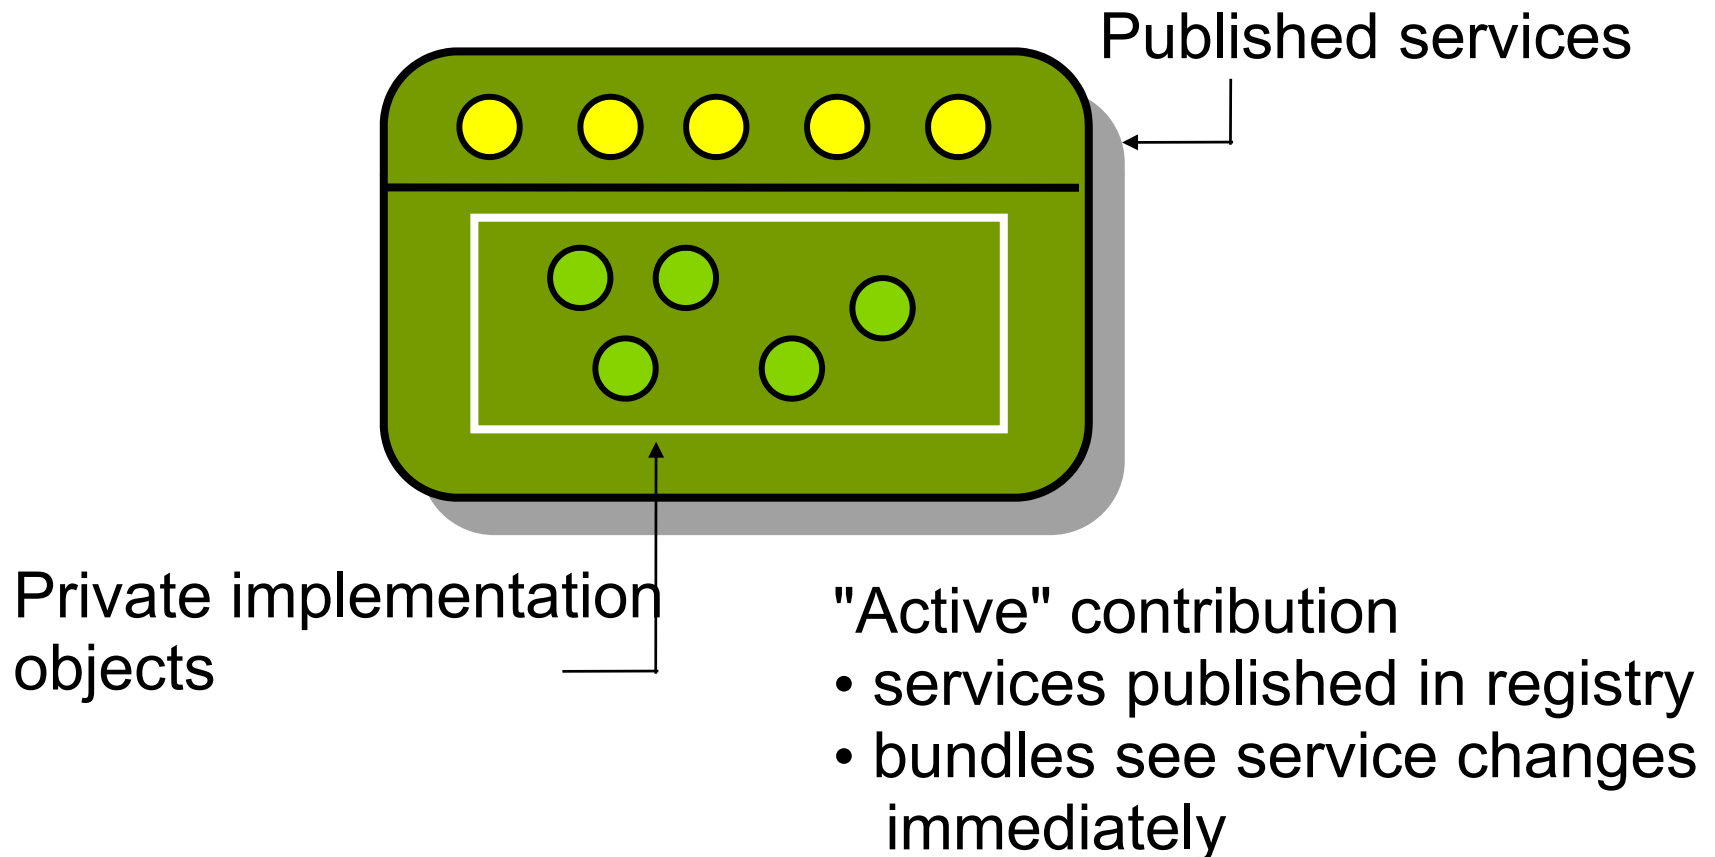 Published services
Private implementation
objects
"Active" contribution
• services published in registry
• bundles see service changes
immediately